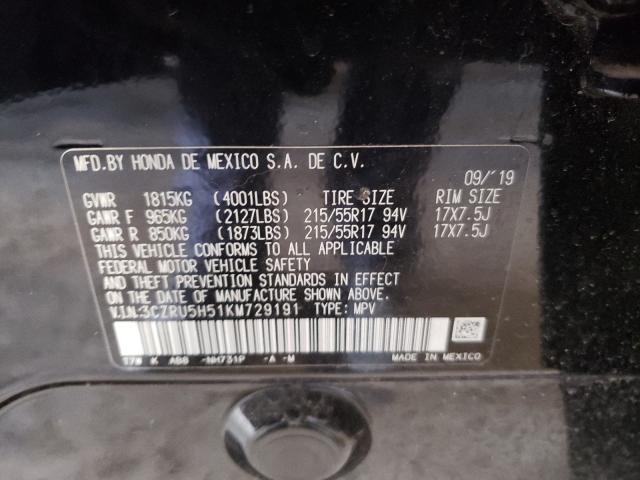 MFD.BY HONDA DE MEXICO S.A. DE C.V.
09/'19
GVWR 1815KG (4001LBS) TIRE SIZE RIM SIZE
GAWR F 965KG (2127LBS) 215/55R17 94V 17X7.5J
GAWR R 850KG (1873LBS) 215/55R17 94V 17X7.5J
THIS VEHICLE CONFORMS TO ALL APPLICABLE
FEDERAL MOTOR VEHICLE SAFETY
AND THEFT PREVENTION STANDARDS IN EFFECT
ON THE DATE OF MANUFACTURE SHOWN ABOVE.
V.I.N.:3CZRU5H51KM729191 TYPE: MPV
K -NH731P -A -M MADE IN MEXICO